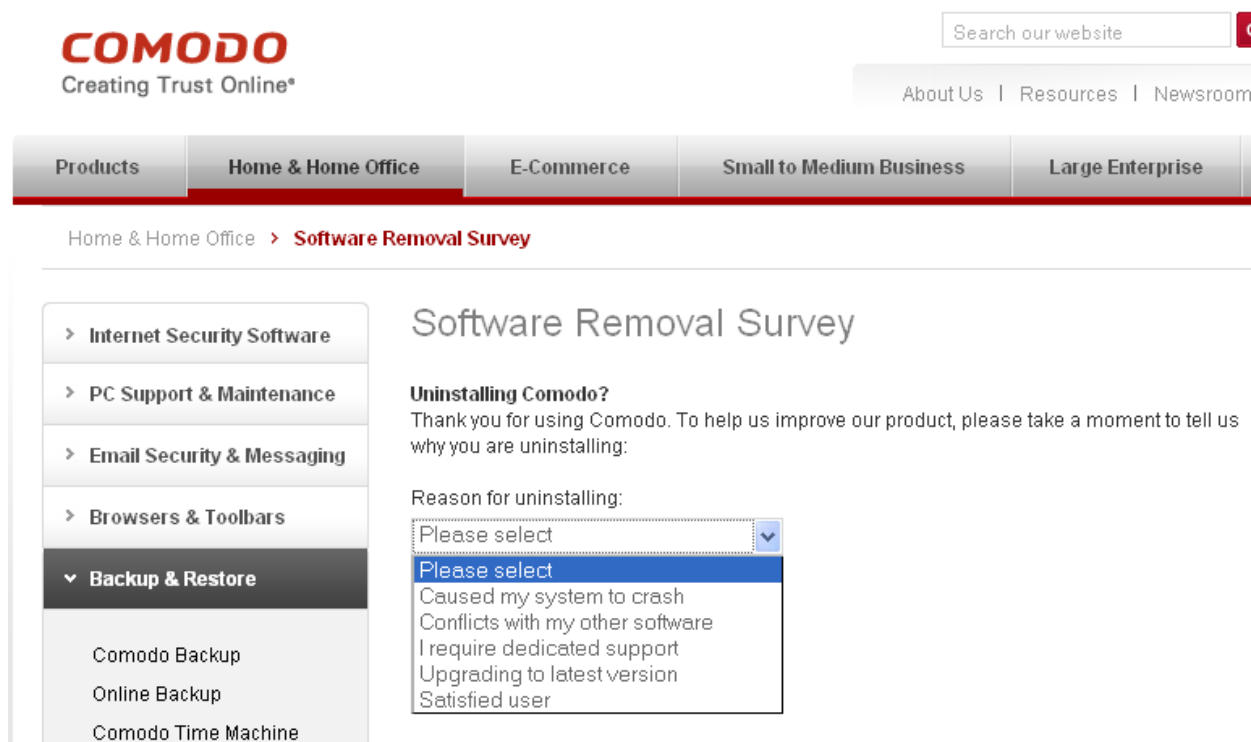 COMODO
Creating Trust Online®
Search our website
About Us | Resources | Newsroom
Products Home & Home Office E-Commerce Small to Medium Business Large Enterprise
Home & Home Office > Software Removal Survey
> Internet Security Software
> PC Support & Maintenance
> Email Security & Messaging
> Browsers & Toolbars
Backup & Restore
Comodo Backup
Online Backup
Comodo Time Machine
Software Removal Survey
Uninstalling Comodo?
Thank you for using Comodo. To help us improve our product, please take a moment to tell us
why you are uninstalling:
Reason for uninstalling:
Please select
Please select
Caused my system to crash
Conflicts with my other software
I require dedicated support
Upgrading to latest version
Satisfied user